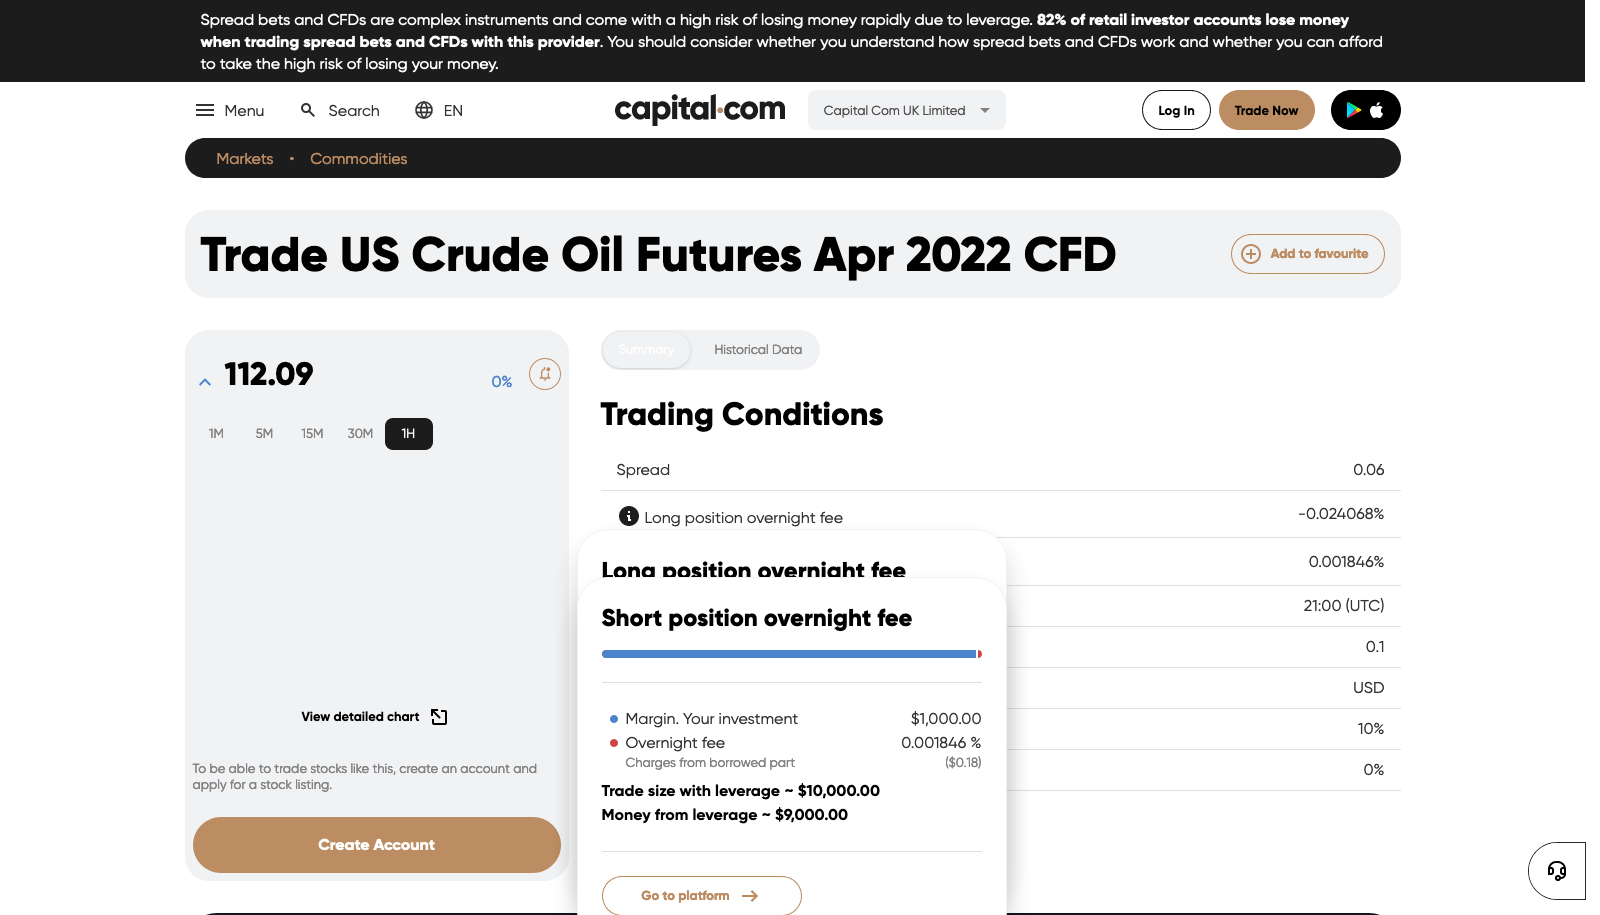 Spread bets and CFDs are complex instruments and come with a high risk of losing money rapidly due to leverage. 82% of retail investor accounts lose money
when trading spread bets and CFDs with this provider. You should consider whether you understand how spread bets and CFDs work and whether you can afford
to take the high risk of losing your money.
Menu
Search
EN
capital.com
Capital Com UK Limited
Log In
Trade Now
Markets • Commodities
Trade US Crude Oil Futures Apr 2022 CFD
Add to favourite
112.09
0%
1M 5M 15M 30M 1H
View detailed chart
To be able to trade stocks like this, create an account and
apply for a stock listing.
Create Account
Summary
Historical Data
Trading Conditions
Spread 0.06
Long position overnight fee -0.024068%
0.001846%
21:00 (UTC)
0.1
USD
10%
0%
Long position overnight fee
Short position overnight fee
Margin. Your investment $1,000.00
Overnight fee 0.001846 %
Charges from borrowed part ($0.18)
Trade size with leverage ~ $10,000.00
Money from leverage ~ $9,000.00
Go to platform